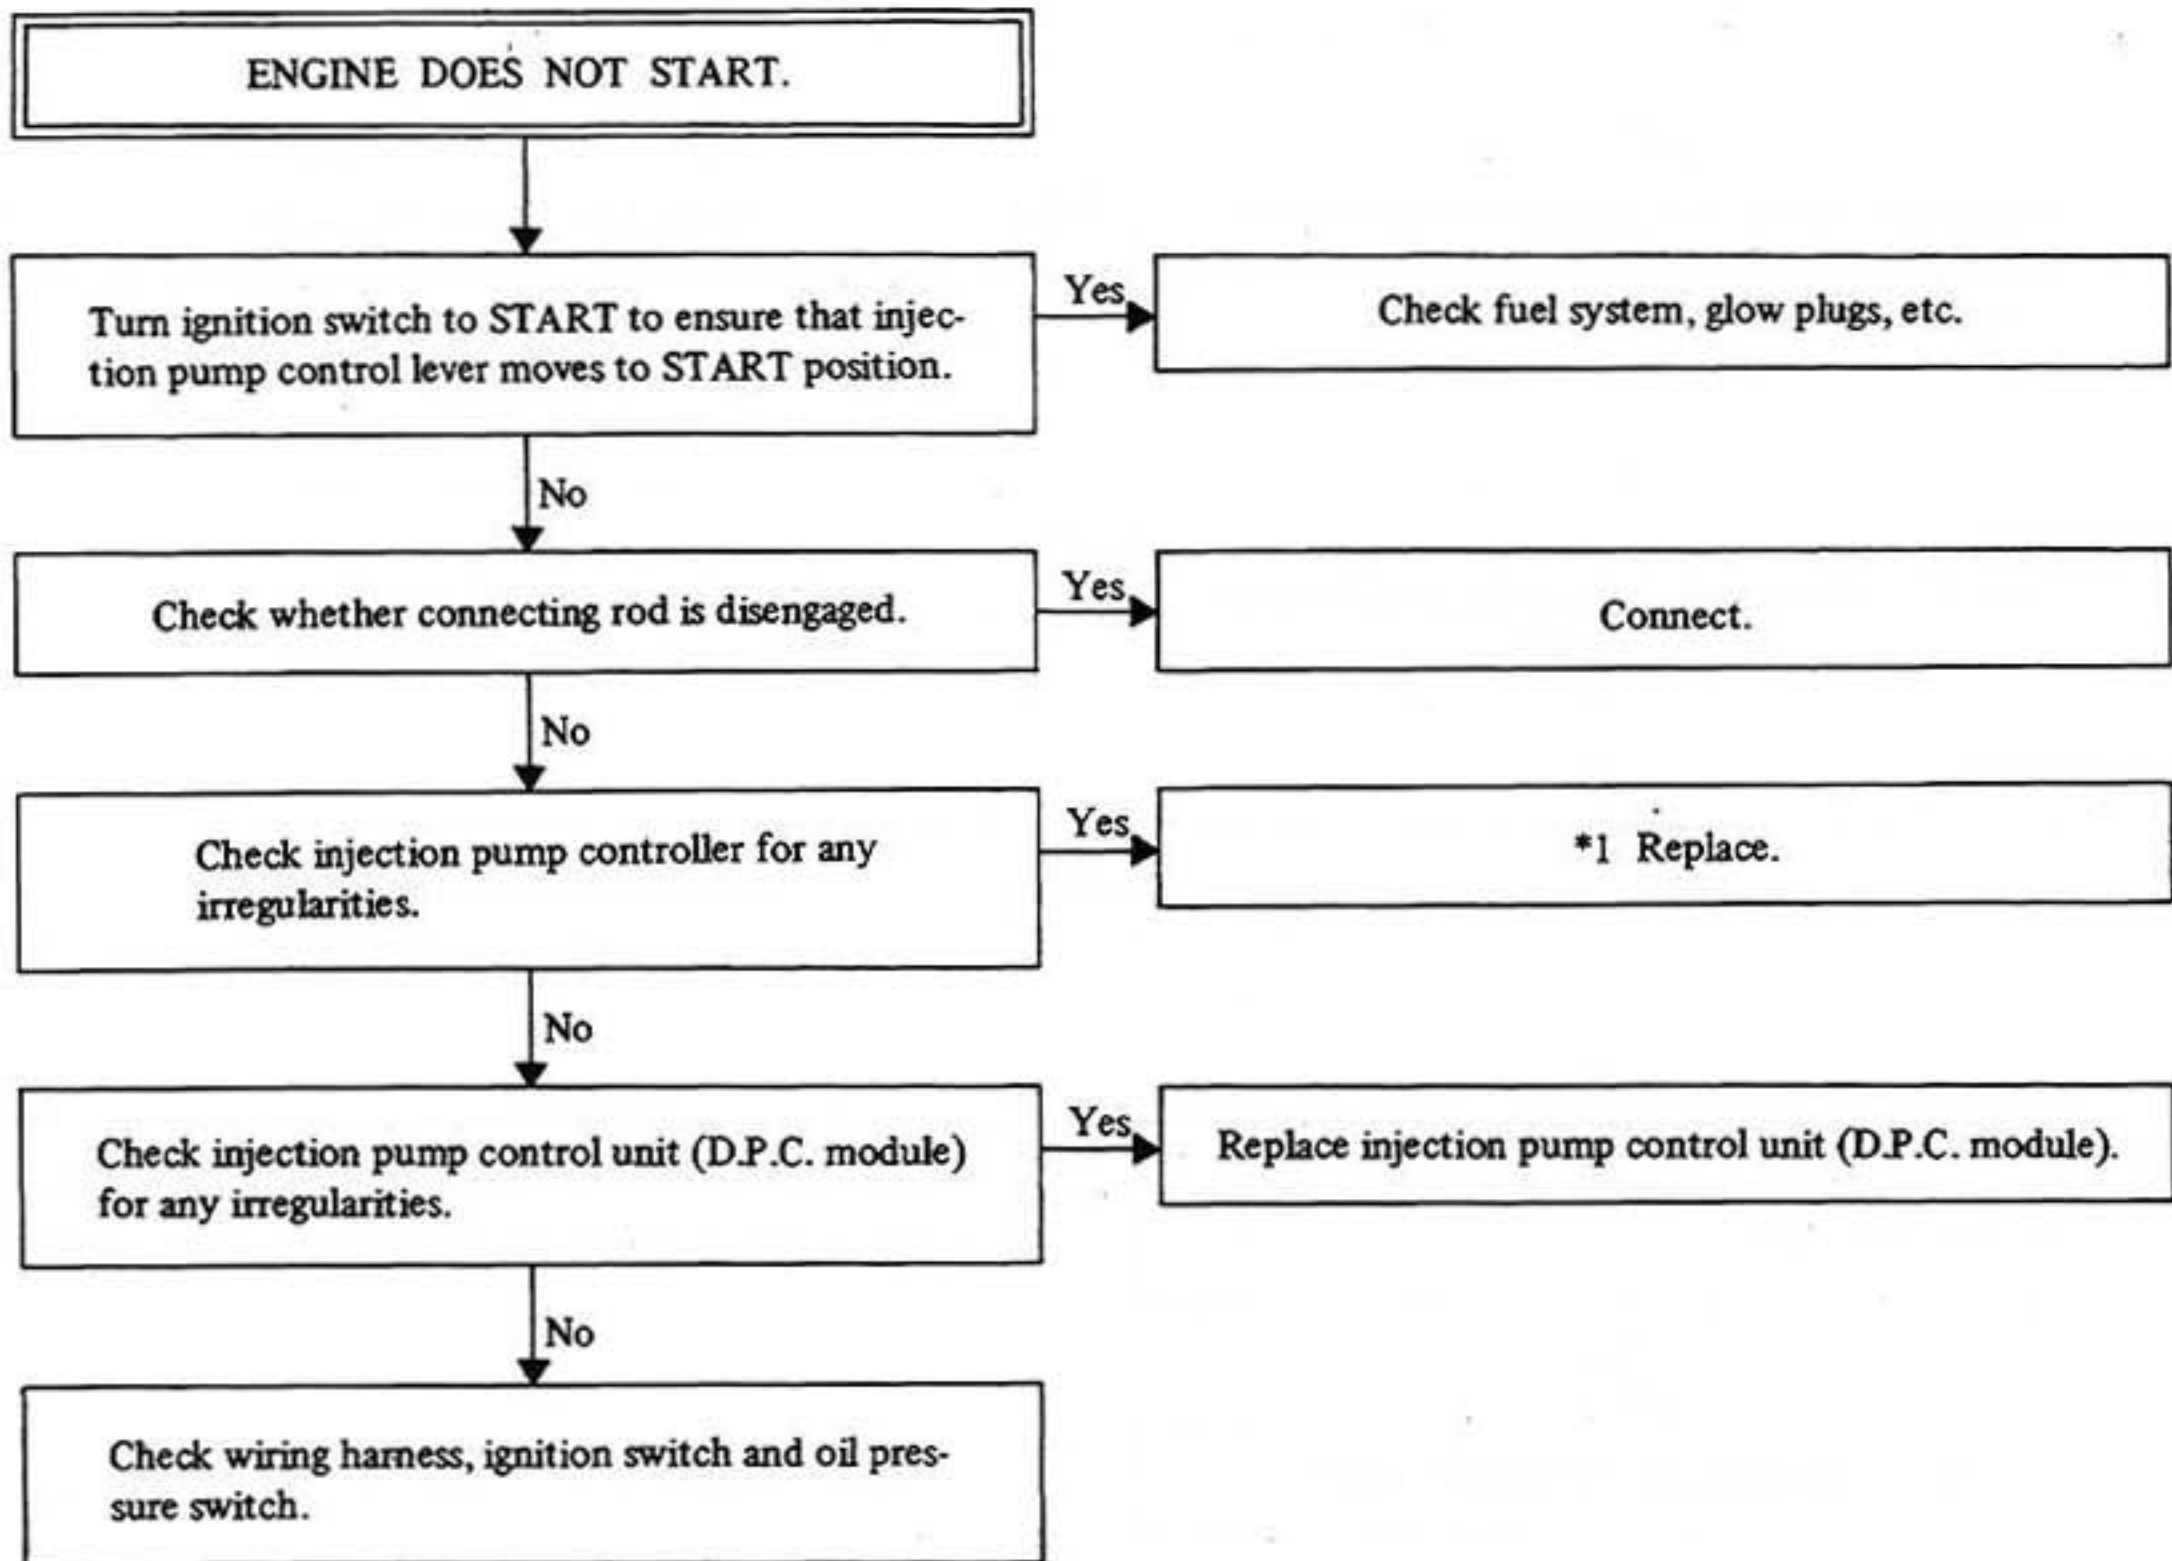 ENGINE DOES NOT START.
Turn ignition switch to START to ensure that injec-
tion pump control lever moves to START position.
Yes
Check fuel system, glow plugs, etc.
No
Check whether connecting rod is disengaged.
Yes
Connect.
No
Check injection pump controller for any
irregularities.
Yes
*1 Replace.
No
Check injection pump control unit (D.P.C. module)
for any irregularities.
Yes
Replace injection pump control unit (D.P.C. module).
No
Check wiring harness, ignition switch and oil pres-
sure switch.